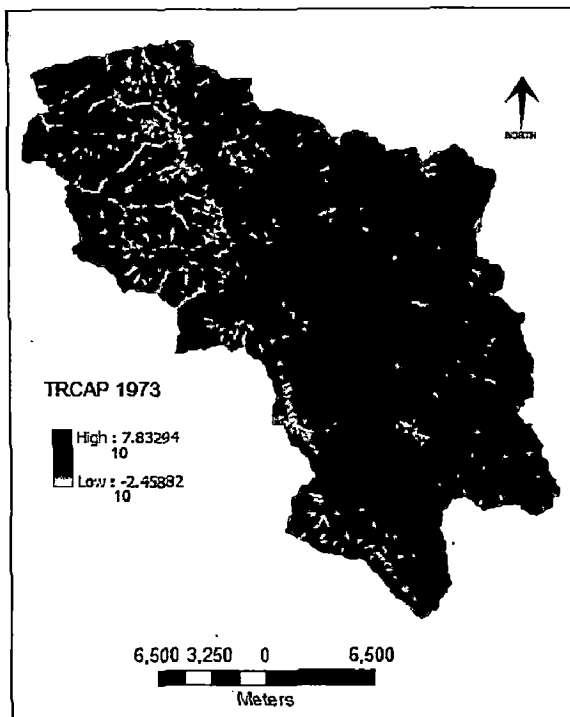 NORTH
TRCAP 1973
High : 7.83294
10
Low : -2.45882
10
6,500 3,250 0 6,500
Meters